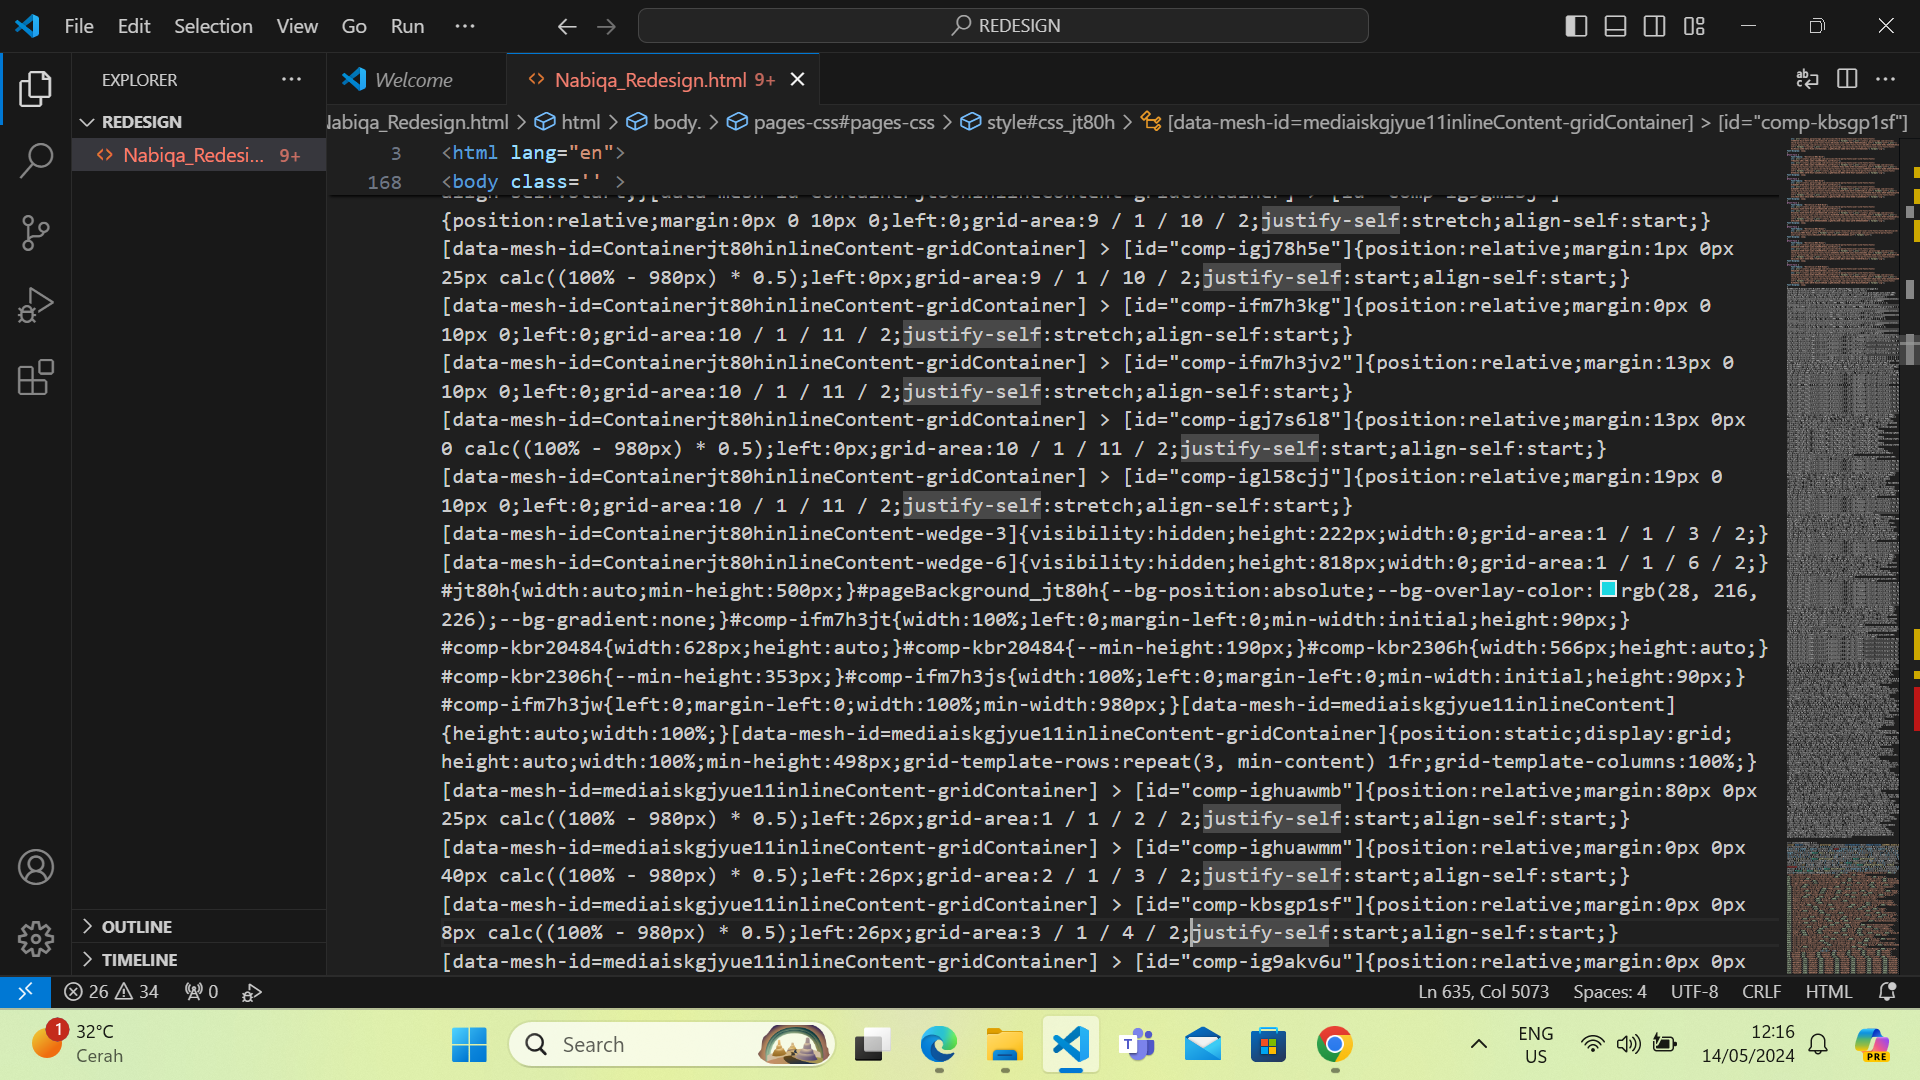 File Edit Selection View Go Run ··· REDESIGN
EXPLORER ···
Welcome
Nabiqa_Redesign.html 9+
REDESIGN
Nabiqa_Redesi... 9+
OUTLINE
TIMELINE
Nabiqa_Redesign.html > html > body. > pages-css#pages-css > style#css_jt80h > [data-mesh-id=mediaiskgjyue11inlineContent-gridContainer] > [id="comp-kbsgp1sf"]
3 <html lang="en">
168 <body class='' >
{position:relative;margin:0px 0 10px 0;left:0;grid-area:9 / 1 / 10 / 2;justify-self:stretch;align-self:start;}
[data-mesh-id=Containerjt80hinlineContent-gridContainer] > [id="comp-igj78h5e"]{position:relative;margin:1px 0px
25px calc((100% - 980px) * 0.5);left:0px;grid-area:9 / 1 / 10 / 2;justify-self:start;align-self:start;}
[data-mesh-id=Containerjt80hinlineContent-gridContainer] > [id="comp-ifm7h3kg"]{position:relative;margin:0px 0
10px 0;left:0;grid-area:10 / 1 / 11 / 2;justify-self:stretch;align-self:start;}
[data-mesh-id=Containerjt80hinlineContent-gridContainer] > [id="comp-ifm7h3jv2"]{position:relative;margin:13px 0
10px 0;left:0;grid-area:10 / 1 / 11 / 2;justify-self:stretch;align-self:start;}
[data-mesh-id=Containerjt80hinlineContent-gridContainer] > [id="comp-igj7s6l8"]{position:relative;margin:13px 0px
0 calc((100% - 980px) * 0.5);left:0px;grid-area:10 / 1 / 11 / 2;justify-self:start;align-self:start;}
[data-mesh-id=Containerjt80hinlineContent-gridContainer] > [id="comp-igl58cjj"]{position:relative;margin:19px 0
10px 0;left:0;grid-area:10 / 1 / 11 / 2;justify-self:stretch;align-self:start;}
[data-mesh-id=Containerjt80hinlineContent-wedge-3]{visibility:hidden;height:222px;width:0;grid-area:1 / 1 / 3 / 2;}
[data-mesh-id=Containerjt80hinlineContent-wedge-6]{visibility:hidden;height:818px;width:0;grid-area:1 / 1 / 6 / 2;}
#jt80h{width:auto;min-height:500px;}#pageBackground_jt80h{--bg-position:absolute;--bg-overlay-color:rgb(28, 216,
226);--bg-gradient:none;}#comp-ifm7h3jt{width:100%;left:0;margin-left:0;min-width:initial;height:90px;}
#comp-kbr20484{width:628px;height:auto;}#comp-kbr20484{--min-height:190px;}#comp-kbr2306h{width:566px;height:auto;}
#comp-kbr2306h{--min-height:353px;}#comp-ifm7h3js{width:100%;left:0;margin-left:0;min-width:initial;height:90px;}
#comp-ifm7h3jw{left:0;margin-left:0;width:100%;min-width:980px;}[data-mesh-id=mediaiskgjyue11inlineContent]
{height:auto;width:100%;}[data-mesh-id=mediaiskgjyue11inlineContent-gridContainer]{position:static;display:grid;
height:auto;width:100%;min-height:498px;grid-template-rows:repeat(3, min-content) 1fr;grid-template-columns:100%;}
[data-mesh-id=mediaiskgjyue11inlineContent-gridContainer] > [id="comp-ighuawmb"]{position:relative;margin:80px 0px
25px calc((100% - 980px) * 0.5);left:26px;grid-area:1 / 1 / 2 / 2;justify-self:start;align-self:start;}
[data-mesh-id=mediaiskgjyue11inlineContent-gridContainer] > [id="comp-ighuawmm"]{position:relative;margin:0px 0px
40px calc((100% - 980px) * 0.5);left:26px;grid-area:2 / 1 / 3 / 2;justify-self:start;align-self:start;}
[data-mesh-id=mediaiskgjyue11inlineContent-gridContainer] > [id="comp-kbsgp1sf"]{position:relative;margin:0px 0px
8px calc((100% - 980px) * 0.5);left:26px;grid-area:3 / 1 / 4 / 2;justify-self:start;align-self:start;}
[data-mesh-id=mediaiskgjyue11inlineContent-gridContainer] > [id="comp-ig9akv6u"]{position:relative;margin:0px 0px
26 34 0 Ln 635, Col 5073 Spaces: 4 UTF-8 CRLF HTML
1 32°C
Cerah
Search
ENG
US
12:16
14/05/2024
PRE